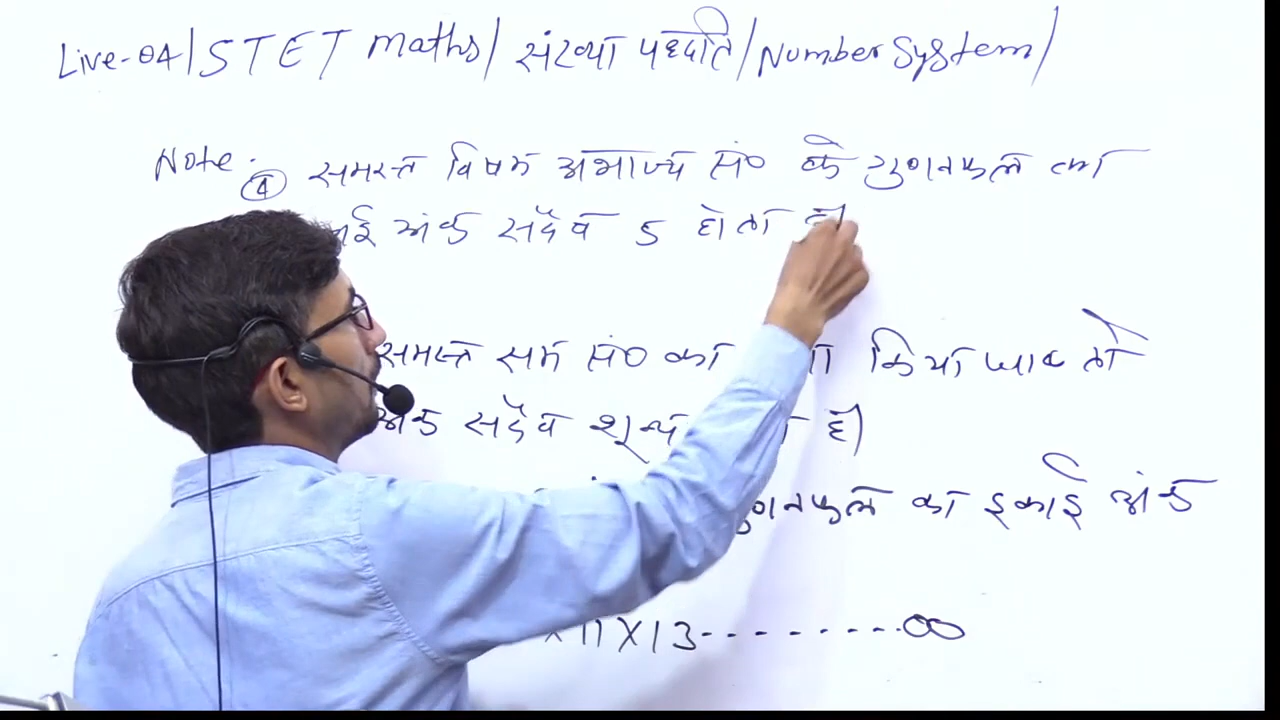 Live-04/STET Maths/संख्या पद्धति/Number System/
Note. ④ समस्त विषम अभाज्य सं० के गुणनफल का
अंक सदैव 5 होता है
समस्त सम सं० का किया जाए तो
अंक सदैव शून्य है।
का इकाई अंक
× 11 × 13 - - - - - - - - - ∞